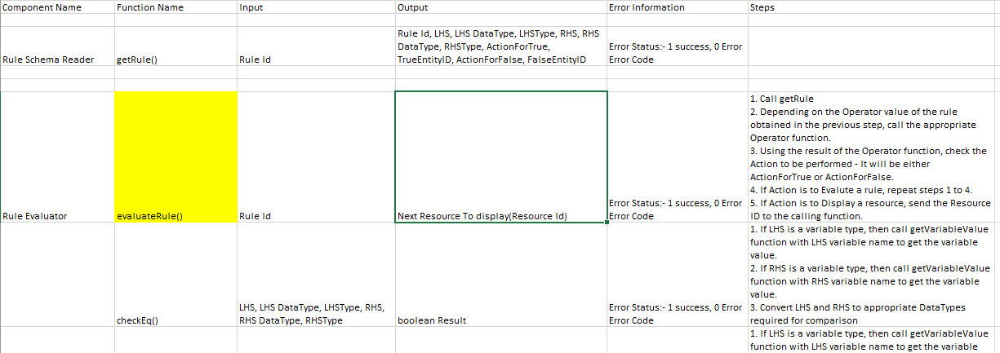 Component Name Function Name Input Output Error Information Steps
Rule Id, LHS, LHS DataType, LHSType, RHS, RHS
DataType, RHSType, ActionForTrue,
TrueEntityID, ActionForFalse, FalseEntityID
Error Status:- 1 success, 0 Error
Error Code
Rule Schema Reader getRule() Rule Id
1. Call getRule
2. Depending on the Operator value of the rule
obtained in the previous step, call the appropriate
Operator function.
3. Using the result of the Operator function, check the
Action to be performed - It will be either
ActionForTrue or ActionForFalse.
4. If Action is to Evalute a rule, repeat steps 1 to 4.
5. If Action is to Display a resource, send the Resource
ID to the calling function.
Error Status:- 1 success, 0 Error
Error Code
Rule Evaluator evaluateRule() Rule Id Next Resource To display(Resource Id)
1. If LHS is a variable type, then call getVariableValue
function with LHS variable name to get the variable
value.
2. If RHS is a variable type, then call getVariableValue
function with RHS variable name to get the variable
value.
3. Convert LHS and RHS to appropriate DataTypes
required for comparison
LHS, LHS DataType, LHSType, RHS,
RHS DataType, RHSType
Error Status:- 1 success, 0 Error
Error Code
checkEq() boolean Result
1. If LHS is a variable type, then call getVariableValue
function with LHS variable name to get the variable